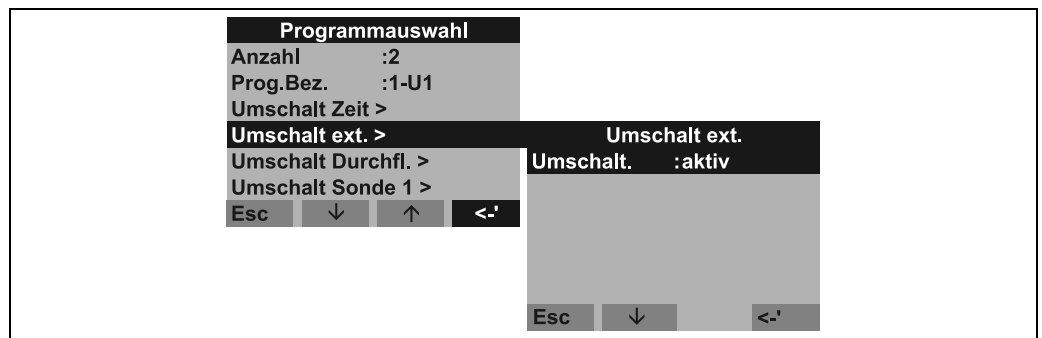 Programmauswahl
Anzahl :2
Prog.Bez. :1-U1
Umschalt Zeit >
Umschalt ext. >
Umschalt Durchfl. >
Umschalt Sonde 1 >
Esc ↓ ↑ <-'
Umschalt ext.
Umschalt. :aktiv
Esc ↓ <-'